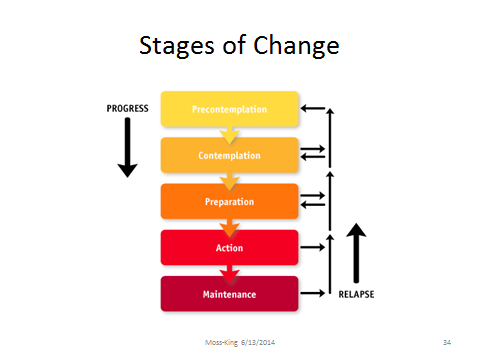 Stages of Change
PROGRESS
Precontemplation
Contemplation
Preparation
Action
Maintenance
RELAPSE
Moss-King 6/13/2014
34